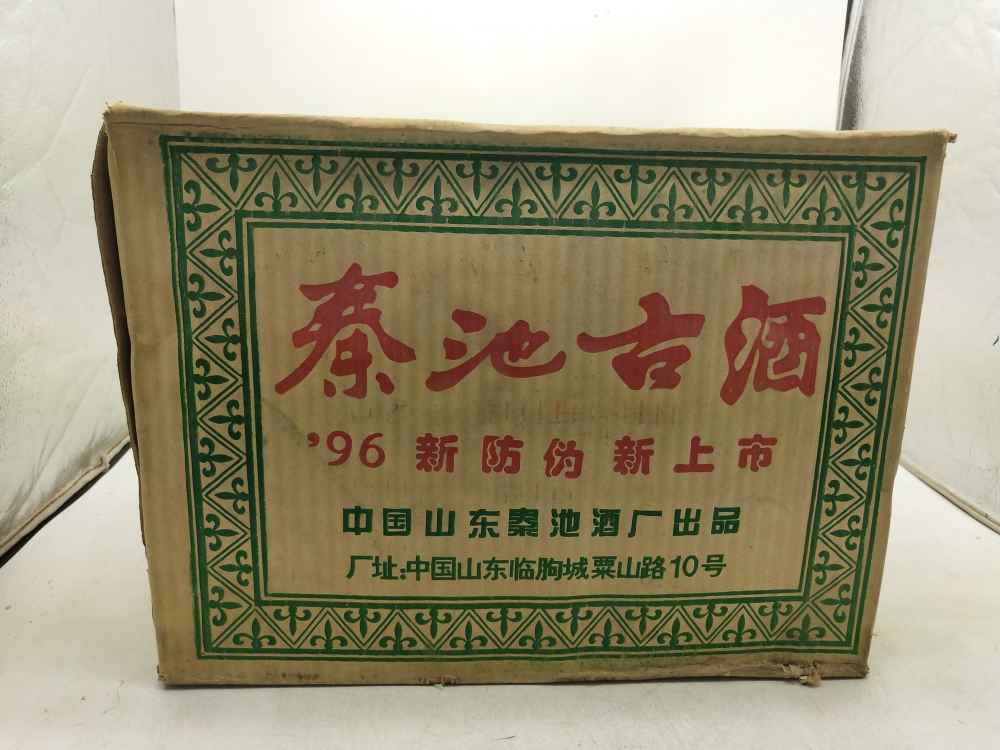 秦池古酒
'96 新防伪 新上市
中国山东秦池酒厂出品
厂址:中国山东临朐城粟山路10号